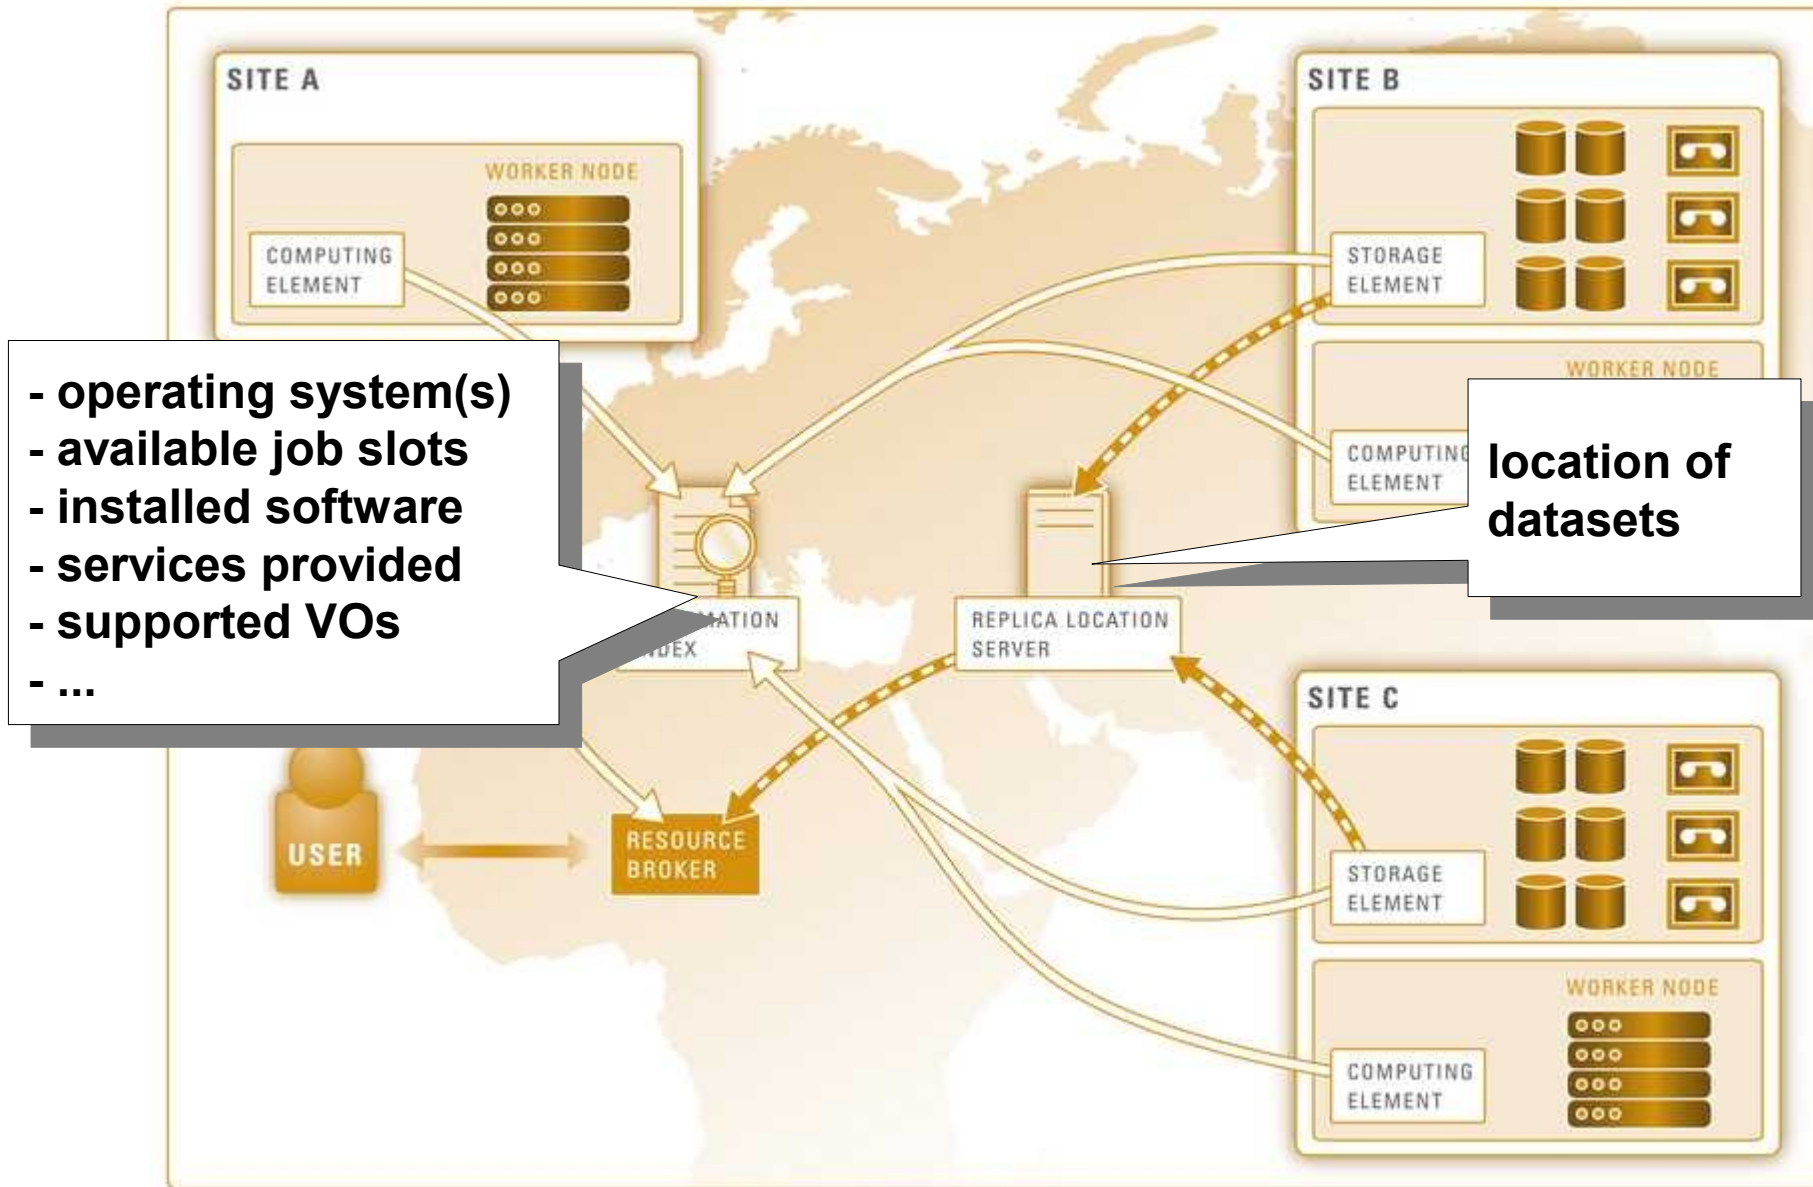 SITE A
WORKER NODE
COMPUTING
ELEMENT
SITE B
STORAGE
ELEMENT
WORKER NODE
COMPUTING
ELEMENT
- operating system(s)
- available job slots
- installed software
- services provided
- supported VOs
- ...
location of
datasets
MATION
NDEX
REPLICA LOCATION
SERVER
USER
RESOURCE
BROKER
SITE C
STORAGE
ELEMENT
WORKER NODE
COMPUTING
ELEMENT